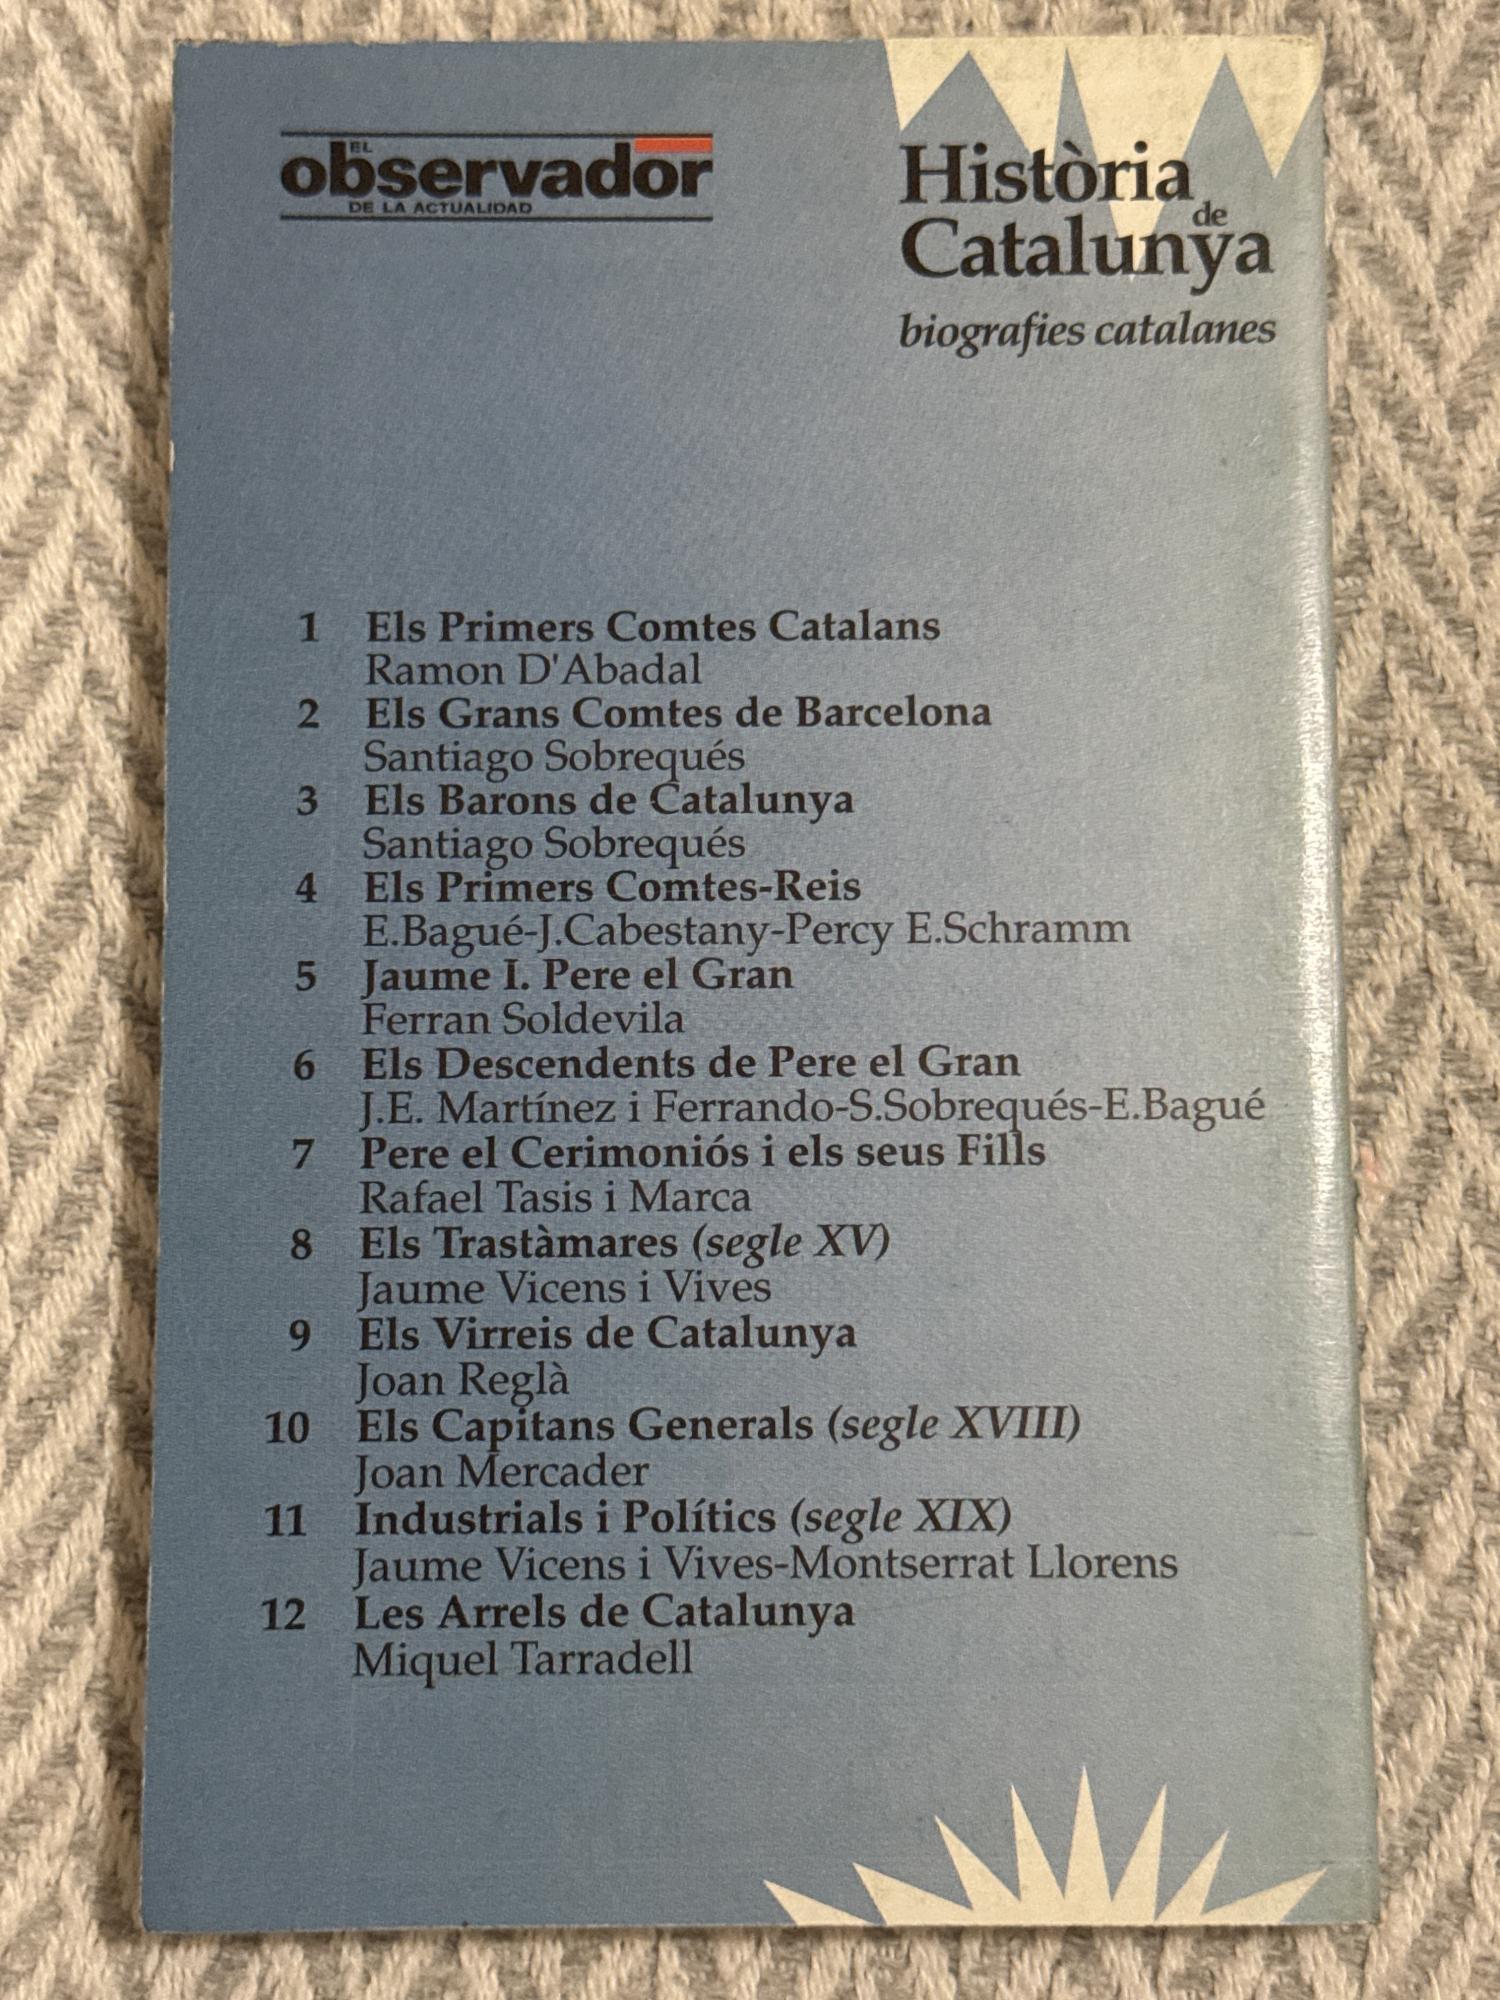 EL
observador
DE LA ACTUALIDAD
Història
de
Catalunya
biografies catalanes
1 Els Primers Comtes Catalans
Ramon D'Abadal
2 Els Grans Comtes de Barcelona
Santiago Sobrequés
3 Els Barons de Catalunya
Santiago Sobrequés
4 Els Primers Comtes-Reis
E.Bagué-J.Cabestany-Percy E.Schramm
5 Jaume I. Pere el Gran
Ferran Soldevila
6 Els Descendents de Pere el Gran
J.E. Martínez i Ferrando-S.Sobrequés-E.Bagué
7 Pere el Cerimoniós i els seus Fills
Rafael Tasis i Marca
8 Els Trastàmares (segle XV)
Jaume Vicens i Vives
9 Els Virreis de Catalunya
Joan Reglà
10 Els Capitans Generals (segle XVIII)
Joan Mercader
11 Industrials i Polítics (segle XIX)
Jaume Vicens i Vives-Montserrat Llorens
12 Les Arrels de Catalunya
Miquel Tarradell